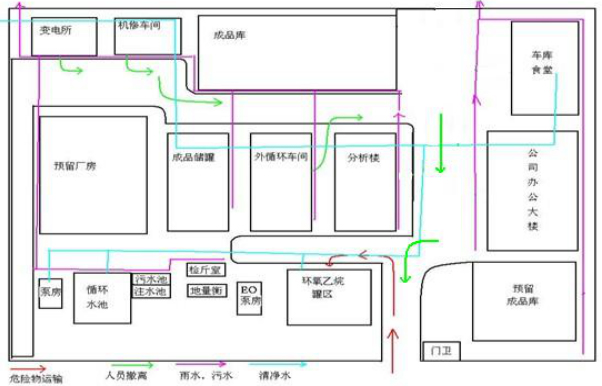 变电所
机修车间
成品库
车库
食堂
预留厂房
成品储罐
外循环车间
分析楼
公
司
办
公
大
楼
检斤室
污水池
注水池
地量衡
泵房
循环
水池
EO
泵房
环氧乙烷
罐区
预留
成品库
门卫
危险物运输
人员撤离
雨水、污水
清净水